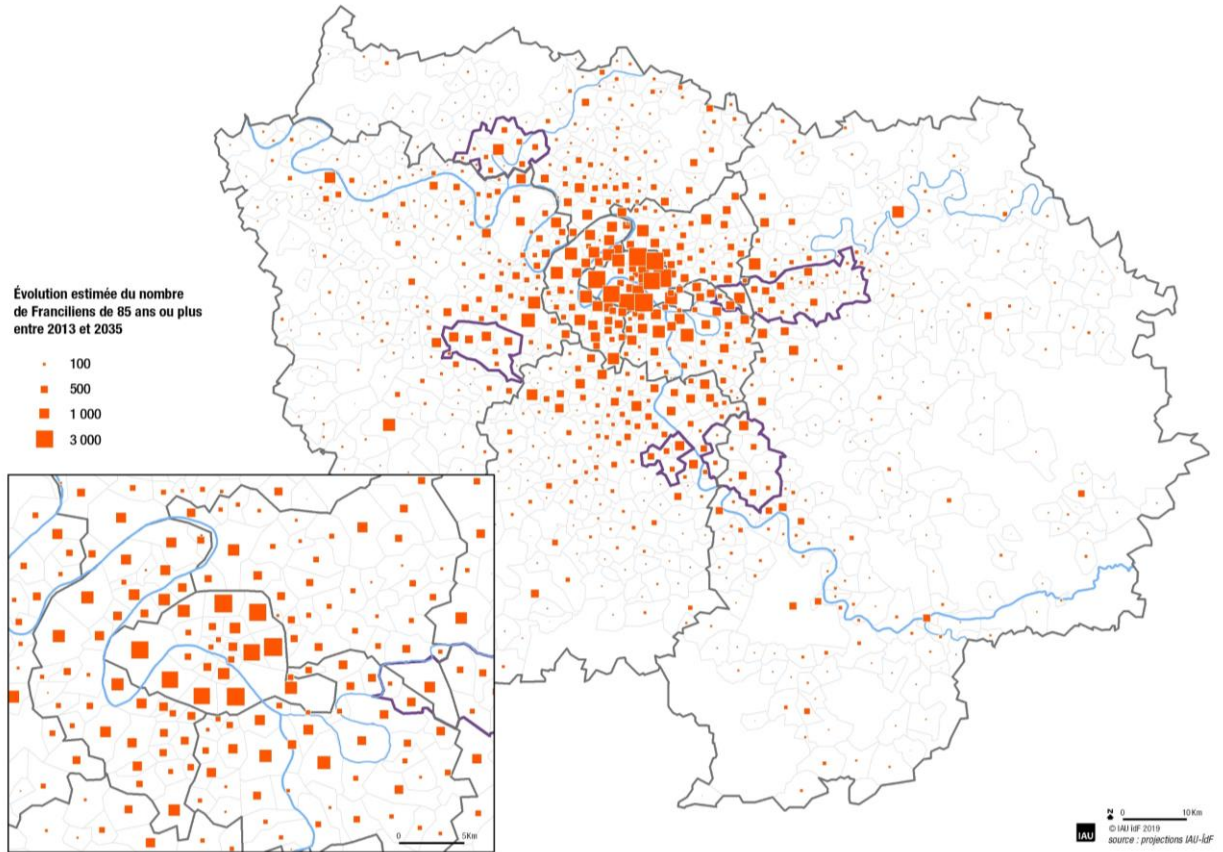 Évolution estimée du nombre
de Franciliens de 85 ans ou plus
entre 2013 et 2035
100
500
1 000
3 000
0 5Km
0 10Km
IAU
© IAU îdF 2019
source : projections IAU-îdF